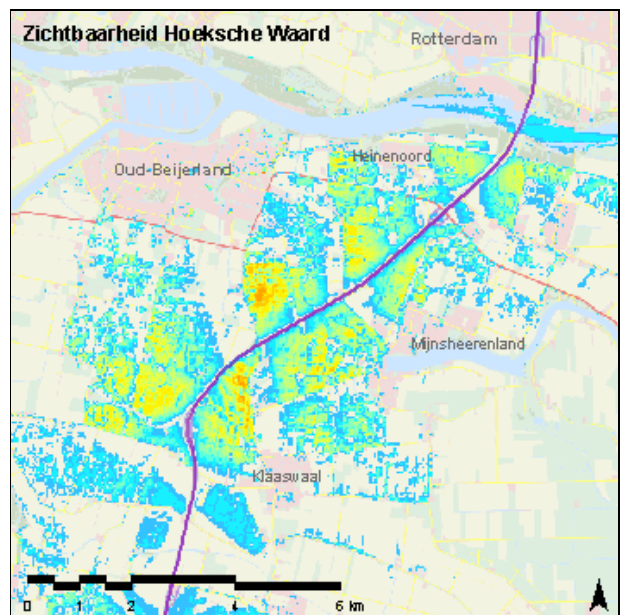 Zichtbaarheid Hoeksche Waard
Rotterdam
Heinenoord
Oud-Beijerland
Mijnsheerenland
Klaaswaal
0 1 2 4 6 km